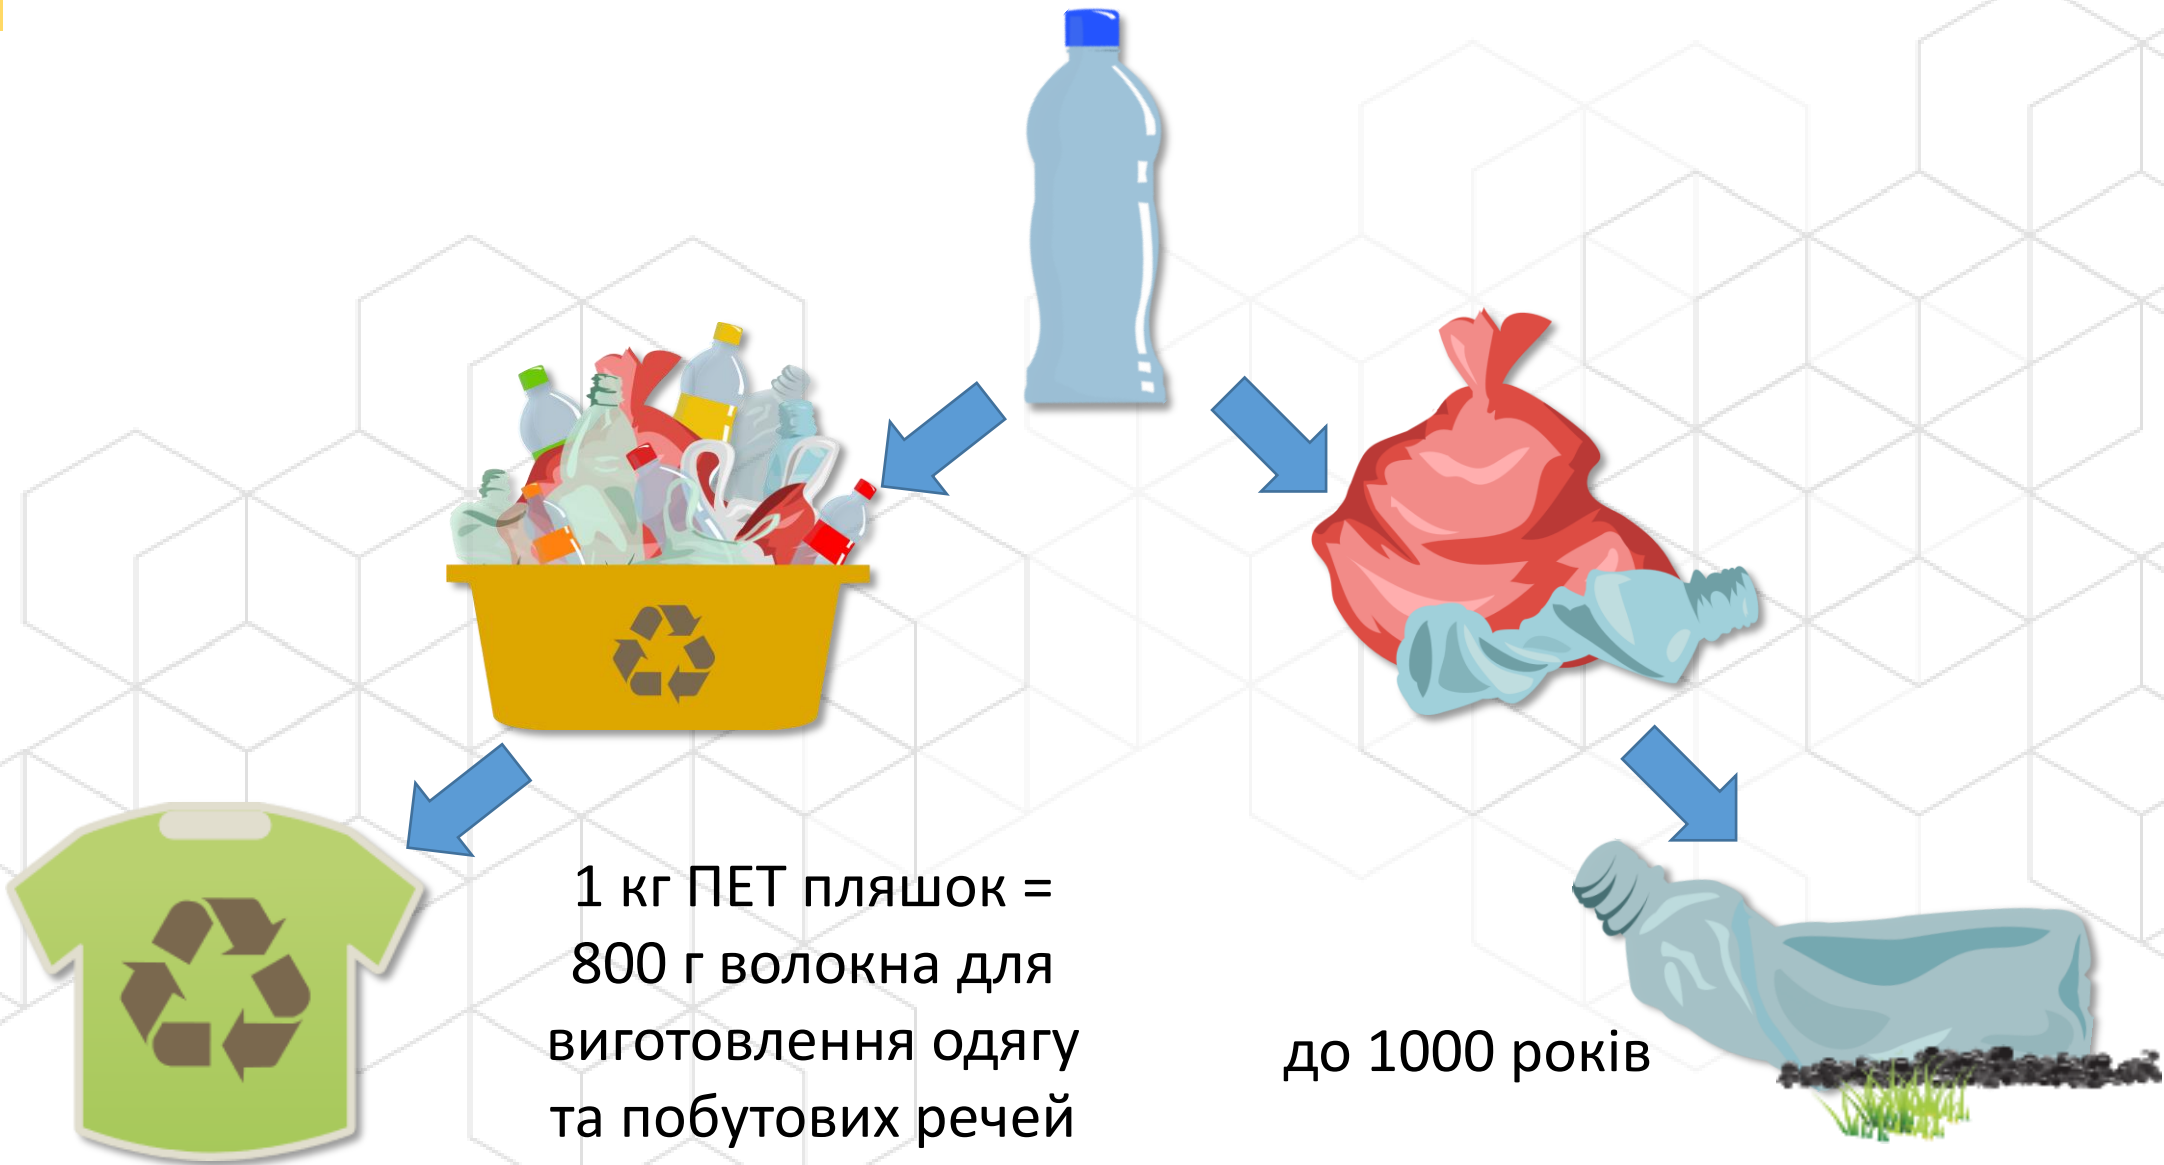 1 кг ПЕТ пляшок =
800 г волокна для
виготовлення одягу
та побутових речей
до 1000 років